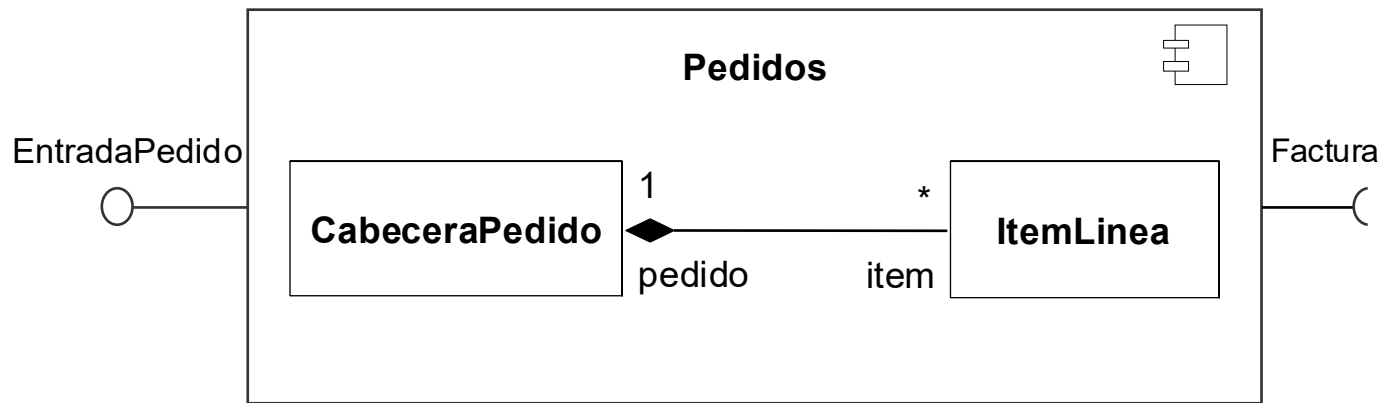 Pedidos
EntradaPedido
Factura
CabeceraPedido
1
*
pedido
item
ItemLinea